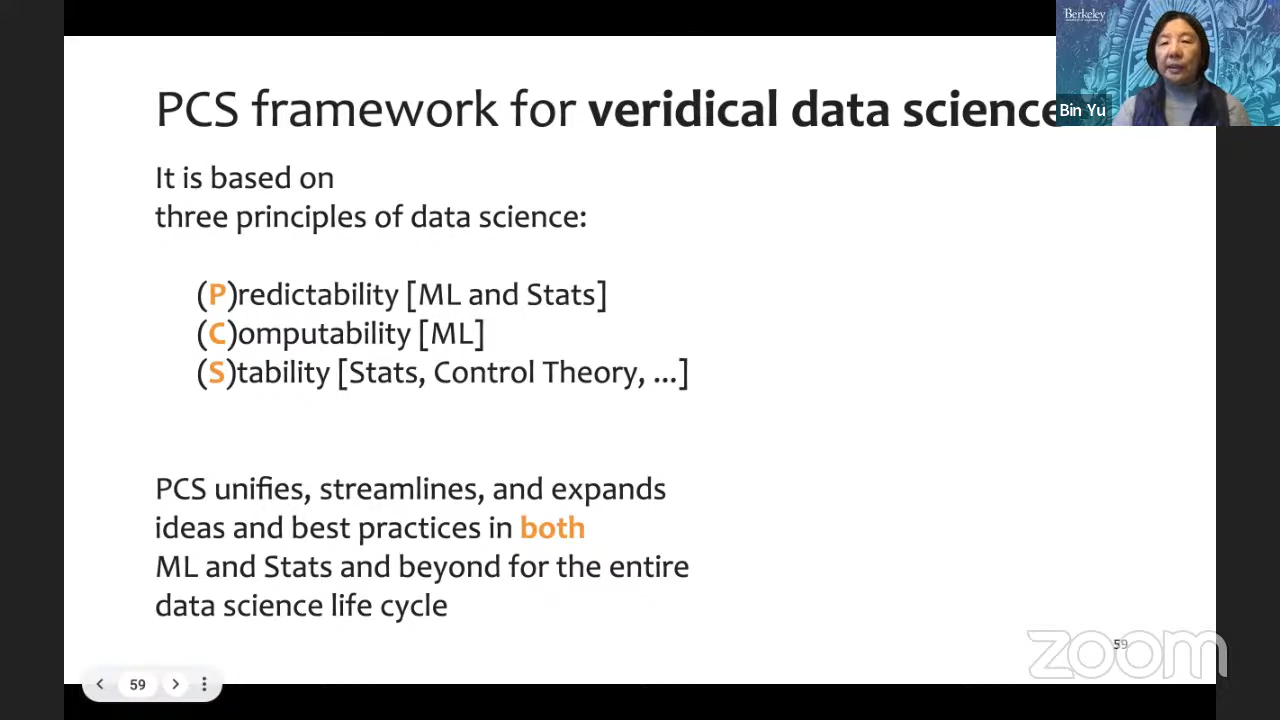 Berkeley
Bin Yu
PCS framework for veridical data science
It is based on
three principles of data science:
(P)redictability [ML and Stats]
(C)omputability [ML]
(S)tability [Stats, Control Theory, ...]
PCS unifies, streamlines, and expands
ideas and best practices in both
ML and Stats and beyond for the entire
data science life cycle
59
zoom
59